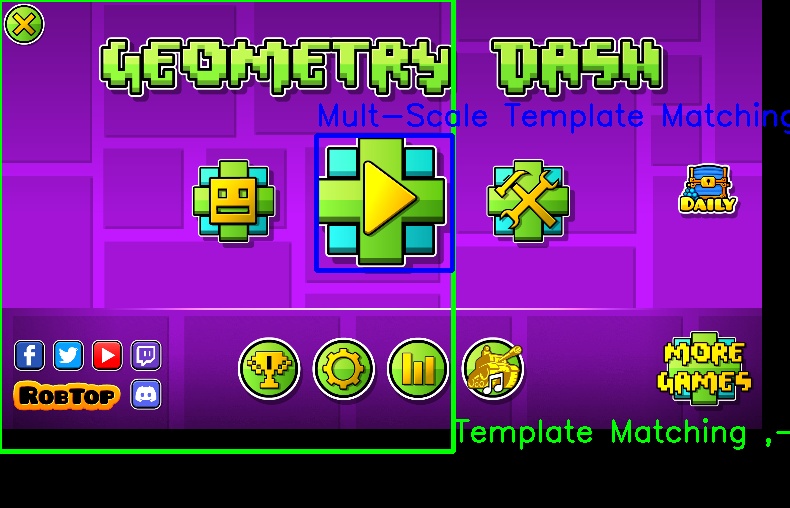 GEOMETRY DASH
Mult-Scale Template Matching
DAILY
ROBTOP
MORE
GAMES
Template Matching ,-